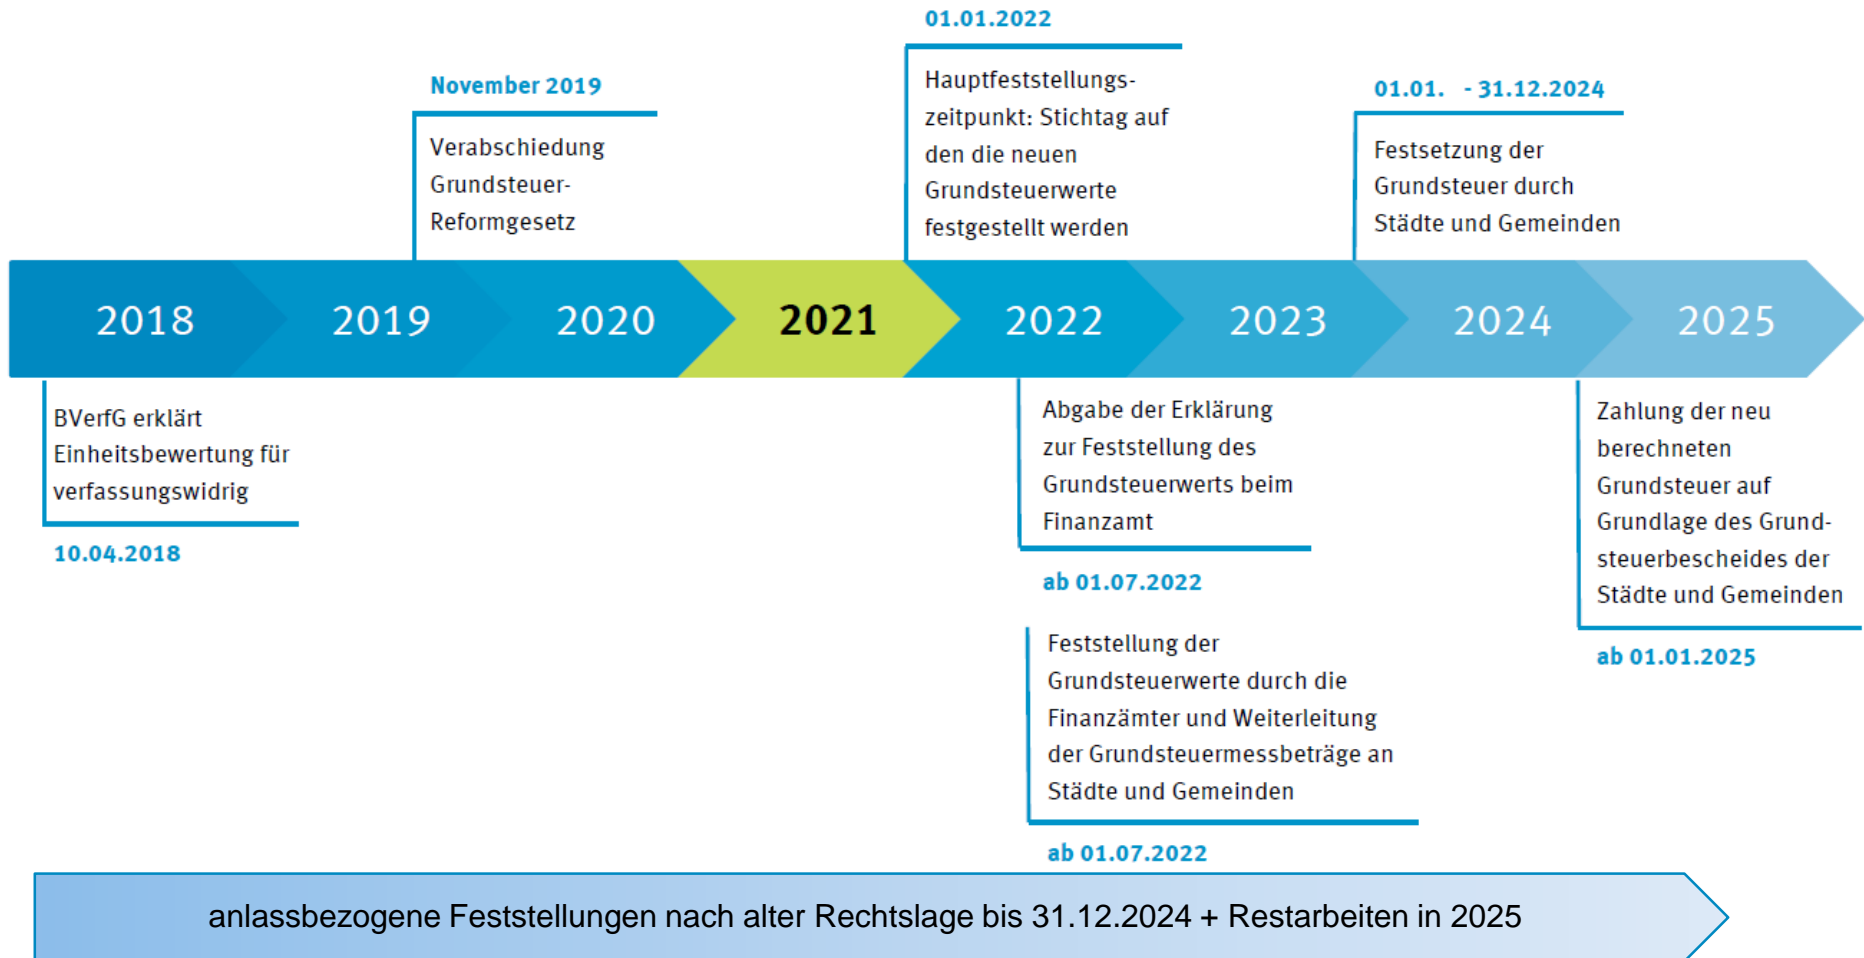 01.01.2022
Hauptfeststellungs-
zeitpunkt: Stichtag auf
den die neuen
Grundsteuerwerte
festgestellt werden
November 2019
Verabschiedung
Grundsteuer-
Reformgesetz
01.01. - 31.12.2024
Festsetzung der
Grundsteuer durch
Städte und Gemeinden
2018 2019 2020 2021 2022 2023 2024 2025
BVerfG erklärt
Einheitsbewertung für
verfassungswidrig
10.04.2018
Abgabe der Erklärung
zur Feststellung des
Grundsteuerwerts beim
Finanzamt
ab 01.07.2022
Feststellung der
Grundsteuerwerte durch die
Finanzämter und Weiterleitung
der Grundsteuermessbeträge an
Städte und Gemeinden
ab 01.07.2022
Zahlung der neu
berechneten
Grundsteuer auf
Grundlage des Grund-
steuerbescheides der
Städte und Gemeinden
ab 01.01.2025
anlassbezogene Feststellungen nach alter Rechtslage bis 31.12.2024 + Restarbeiten in 2025